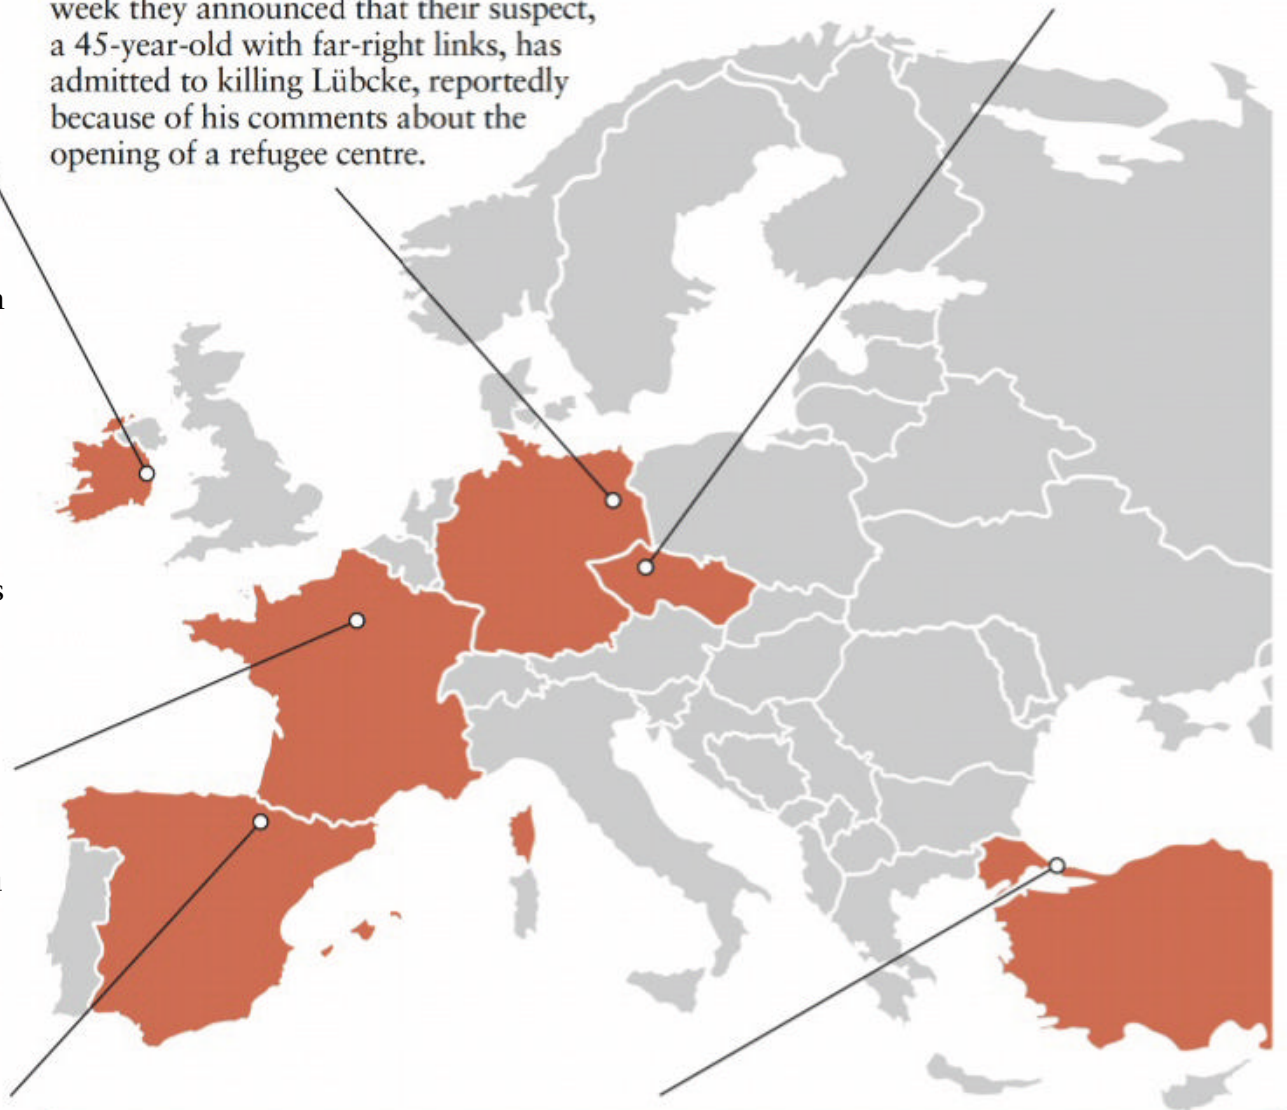 week they announced that their suspect,
a 45-year-old with far-right links, has
admitted to killing Lübcke, reportedly
because of his comments about the
opening of a refugee centre.
n
s